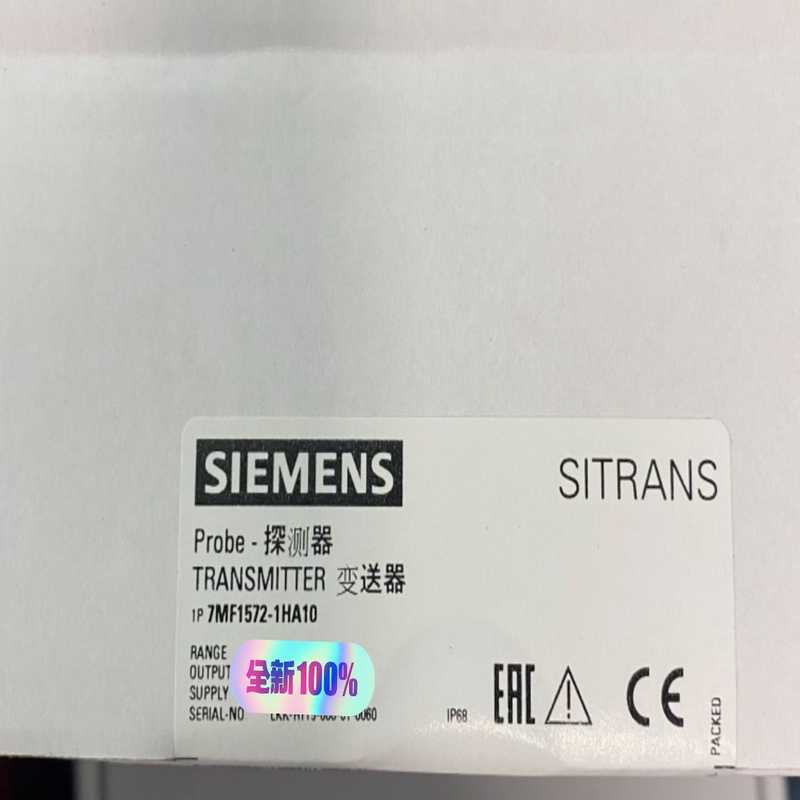 SIEMENS
SITRANS
Probe - 探测器
TRANSMITTER 变送器
1P 7MF1572-1HA10
RANGE
OUTPUT
SUPPLY
全新100%
SERIAL-NO
IP68
EAC
CE
PACKED